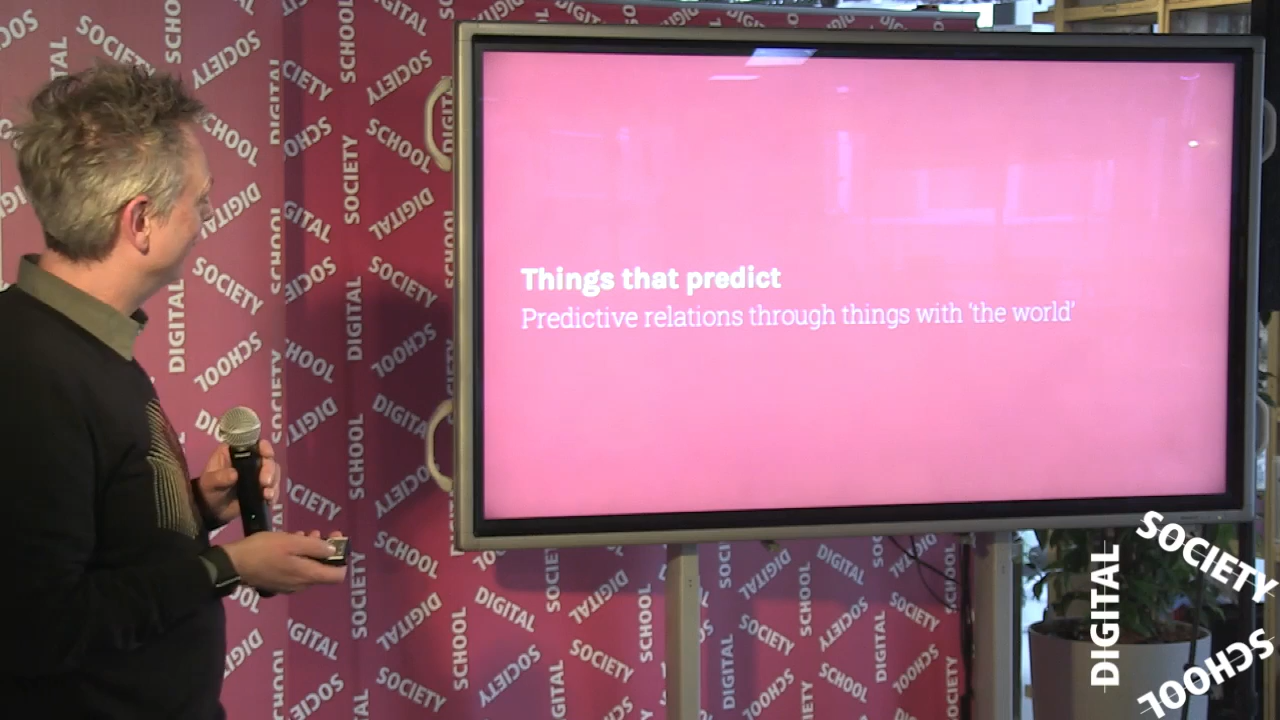 Things that predict
Predictive relations through things with 'the world'
DIGITAL
SOCIETY
SCHOOL